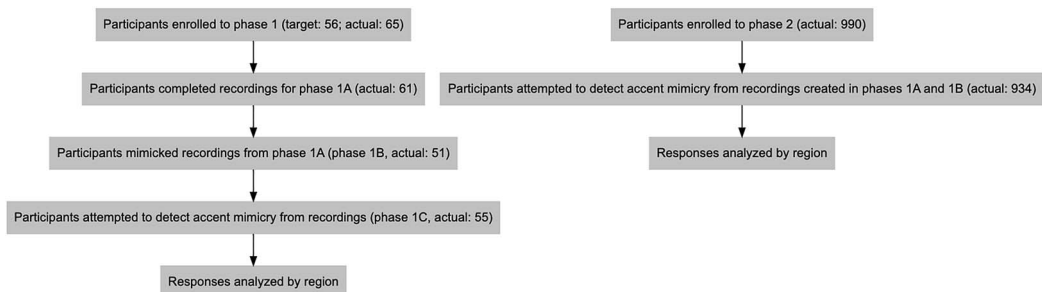 Participants enrolled to phase 1 (target: 56; actual: 65)
Participants completed recordings for phase 1A (actual: 61)
Participants mimicked recordings from phase 1A (phase 1B, actual: 51)
Participants attempted to detect accent mimicry from recordings (phase 1C, actual: 55)
Responses analyzed by region
Participants enrolled to phase 2 (actual: 990)
Participants attempted to detect accent mimicry from recordings created in phases 1A and 1B (actual: 934)
Responses analyzed by region